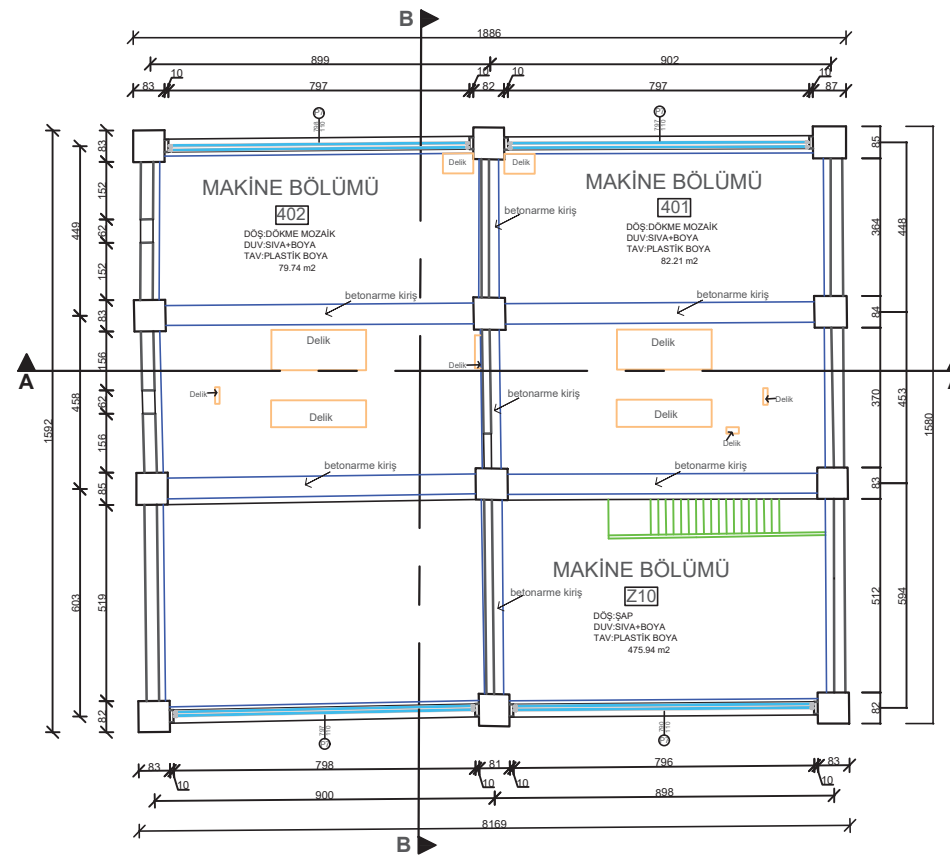 B
1886
899
902
10
10
10
10
83
797
82
797
87
MAKİNE BÖLÜMÜ
402
DÖŞ:DÖKME MOZAİK
DUV:SIVA+BOYA
TAV:PLASTİK BOYA
79.74 m2
Delik
Delik
MAKİNE BÖLÜMÜ
401
DÖŞ:DÖKME MOZAİK
DUV:SIVA+BOYA
TAV:PLASTİK BOYA
82.21 m2
betonarme kiriş
betonarme kiriş
betonarme kiriş
Delik
Delik
Delik
Delik
Delik
Delik
Delik
Delik
betonarme kiriş
betonarme kiriş
betonarme kiriş
A
A
MAKİNE BÖLÜMÜ
Z10
DÖŞ:ŞAP
DUV:SIVA+BOYA
TAV:PLASTİK BOYA
475.94 m2
betonarme kiriş
1592
449
458
603
83
152
62
152
83
156
62
156
85
519
82
85
364
84
370
83
512
82
448
453
594
1580
83
798
81
796
83
10
10
10
10
900
898
8169
B